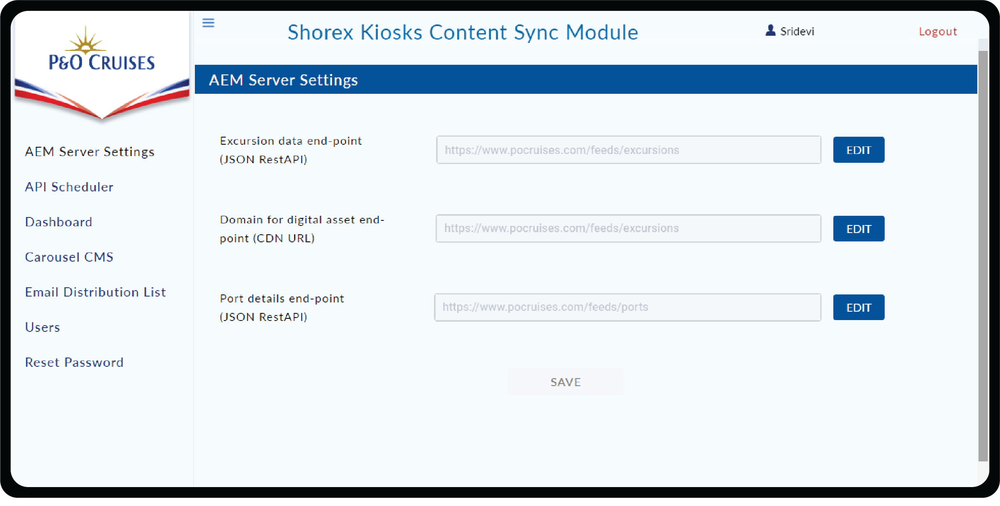 P&O CRUISES
Shorex Kiosks Content Sync Module
Sridevi
Logout
AEM Server Settings
AEM Server Settings
API Scheduler
Dashboard
Carousel CMS
Email Distribution List
Users
Reset Password
Excursion data end-point
(JSON RestAPI)
https://www.pocruises.com/feeds/excursions
EDIT
Domain for digital asset end-
point (CDN URL)
https://www.pocruises.com/feeds/excursions
EDIT
Port details end-point
(JSON RestAPI)
https://www.pocruises.com/feeds/ports
EDIT
SAVE